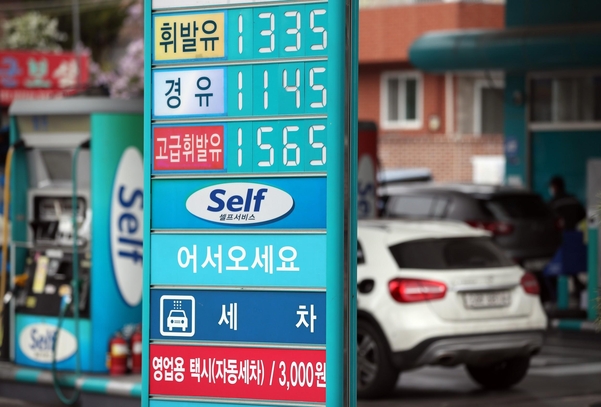 휘발유 1335
경유 1145
고급휘발유 1565
Self
셀프서비스
어서오세요
세 차
영업용 택시(자동세차) / 3,000원
Self
Self